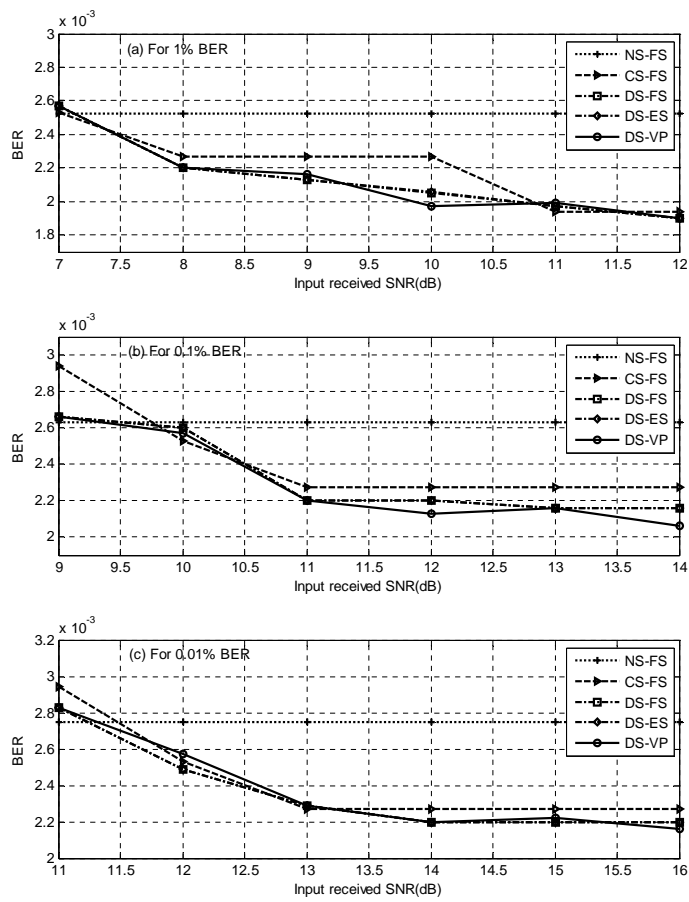 x 10-3
(a) For 1% BER
3
2.8
2.6
2.4
2.2
2
1.8
BER
7 7.5 8 8.5 9 9.5 10 10.5 11 11.5 12
Input received SNR(dB)
NS-FS
CS-FS
DS-FS
DS-ES
DS-VP
x 10-3
(b) For 0.1% BER
3
2.8
2.6
2.4
2.2
2
BER
9 9.5 10 10.5 11 11.5 12 12.5 13 13.5 14
Input received SNR(dB)
NS-FS
CS-FS
DS-FS
DS-ES
DS-VP
x 10-3
(c) For 0.01% BER
3.2
3
2.8
2.6
2.4
2.2
2
BER
11 11.5 12 12.5 13 13.5 14 14.5 15 15.5 16
Input received SNR(dB)
NS-FS
CS-FS
DS-FS
DS-ES
DS-VP